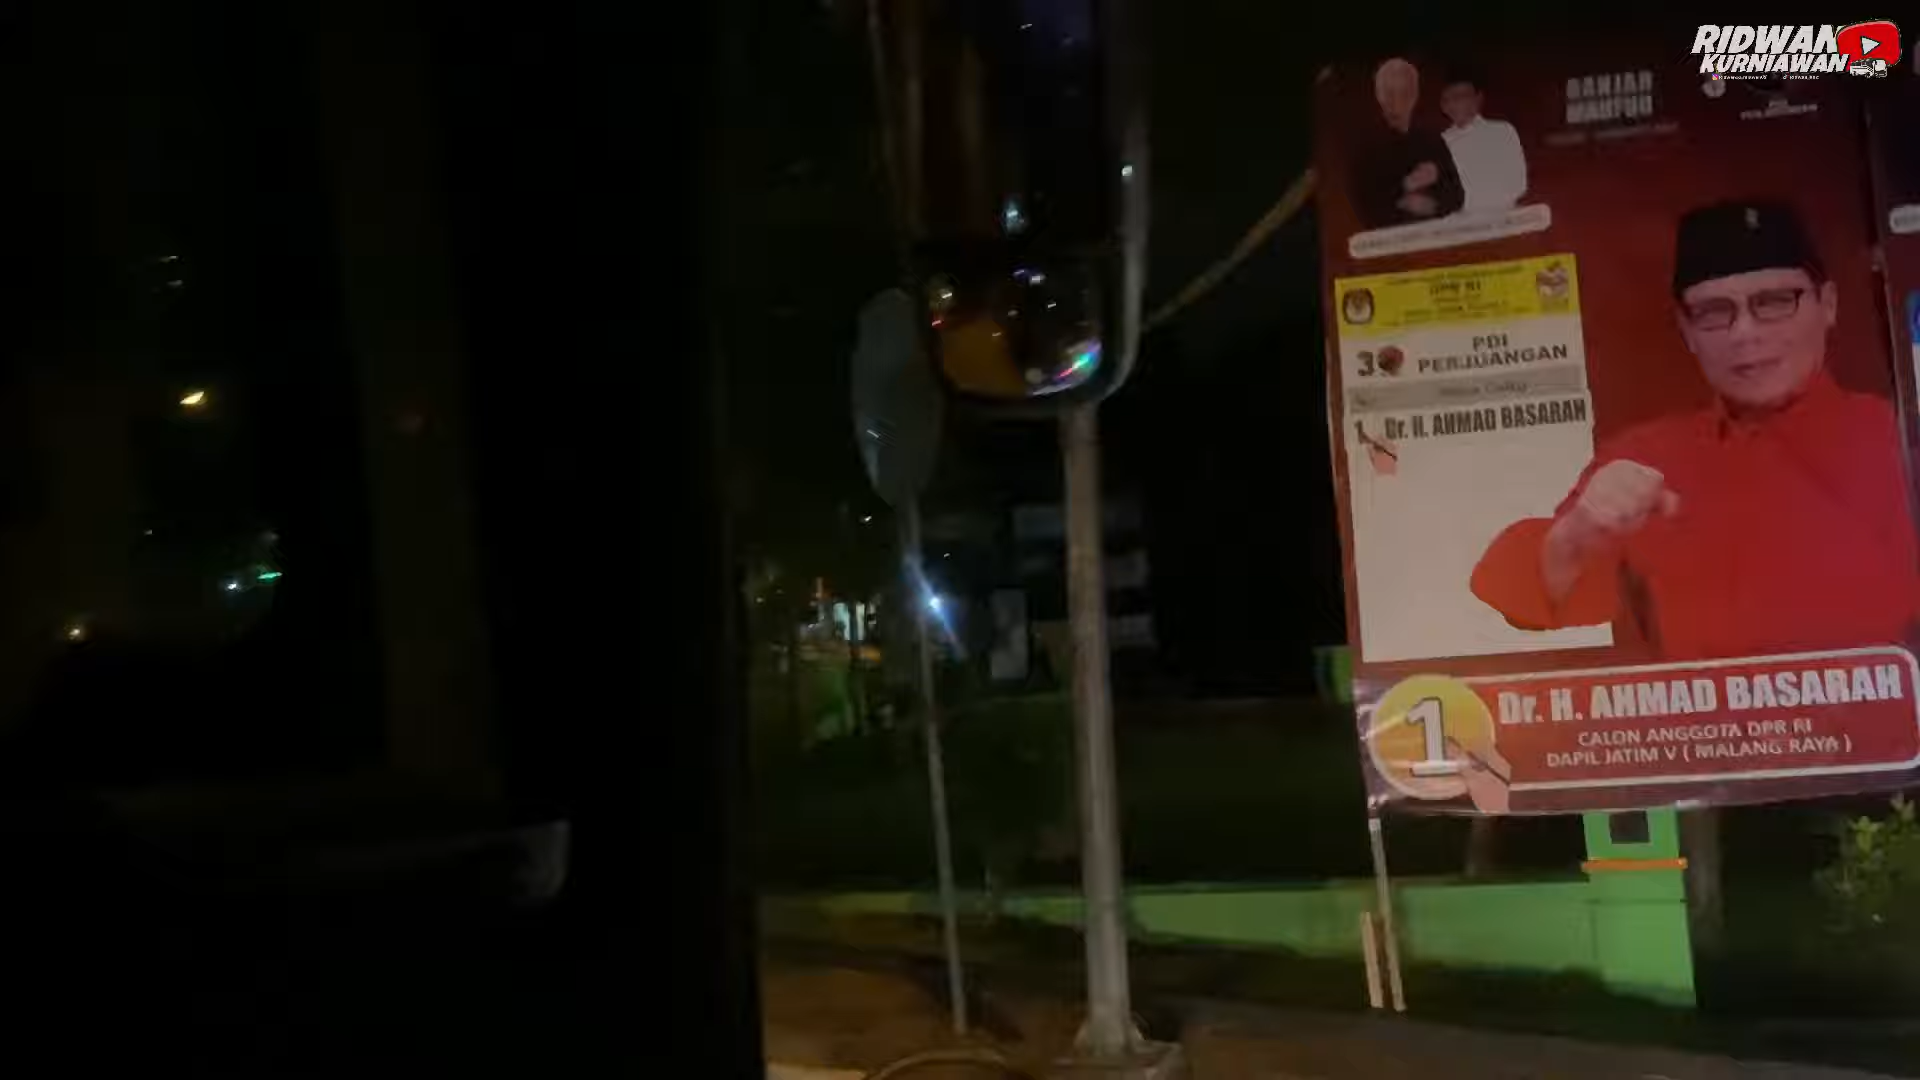 RIDWAN
KURNIAWAN
GANJAR
MAHFUD
DPR RI
3
PDI
PERJUANGAN
1. Dr. H. AHMAD BASARAH
1
Dr. H. AHMAD BASARAH
CALON ANGGOTA DPR RI
DAPIL JATIM V ( MALANG RAYA )